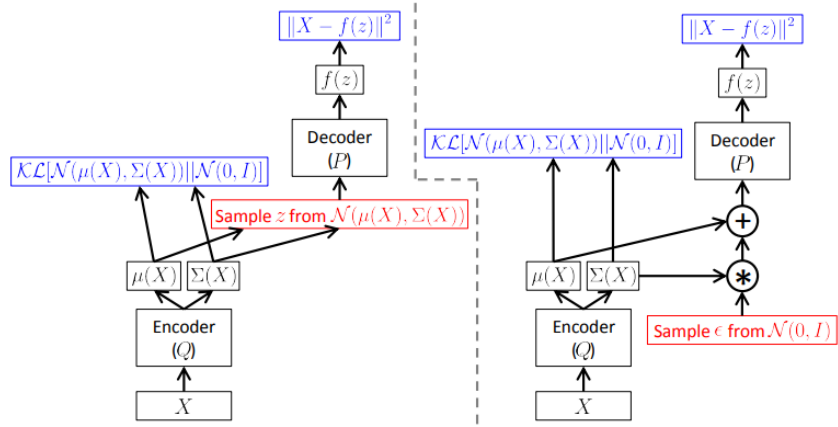 ‖X − f(z)‖²
f(z)
Decoder
(P)
𝒦ℒ[𝒩(μ(X), Σ(X))||𝒩(0, I)]
Sample z from 𝒩(μ(X), Σ(X))
μ(X)
Σ(X)
Encoder
(Q)
X
‖X − f(z)‖²
f(z)
Decoder
(P)
𝒦ℒ[𝒩(μ(X), Σ(X))||𝒩(0, I)]
+
μ(X)
Σ(X)
*
Encoder
(Q)
Sample ϵ from 𝒩(0, I)
X